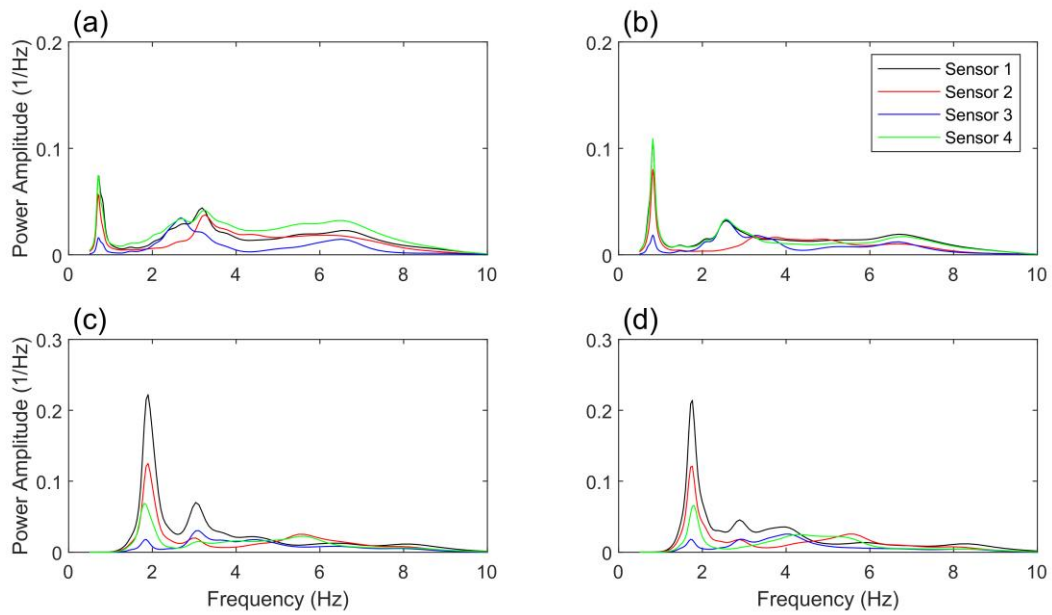 (a)
(b)
Power Amplitude (1/Hz)
0.2
0.1
0
0 2 4 6 8 10
0.2
0.1
0
0 2 4 6 8 10
Sensor 1
Sensor 2
Sensor 3
Sensor 4
(c)
(d)
Power Amplitude (1/Hz)
0.3
0.2
0.1
0
0 2 4 6 8 10
Frequency (Hz)
0.3
0.2
0.1
0
0 2 4 6 8 10
Frequency (Hz)